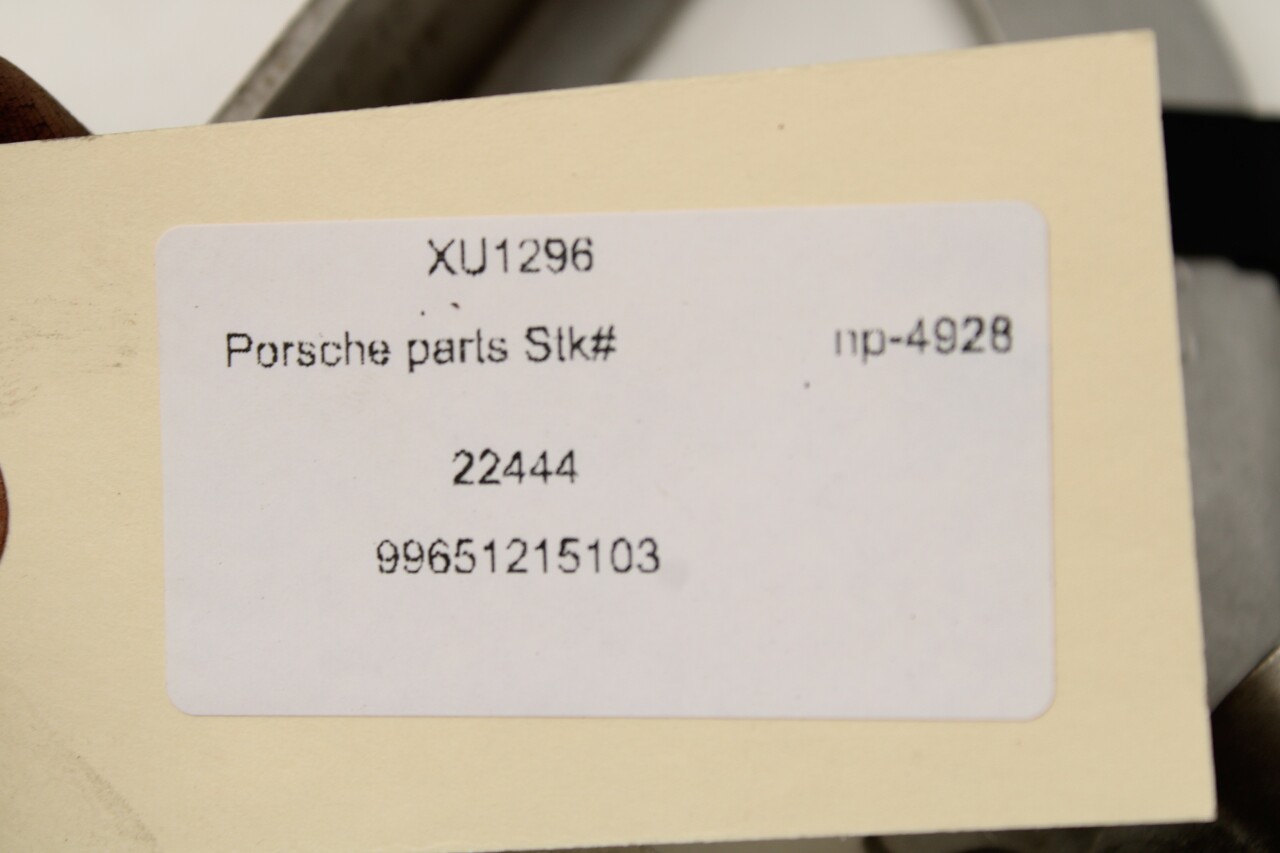 XU1296
Porsche parts Stk# np-4928
22444
99651215103